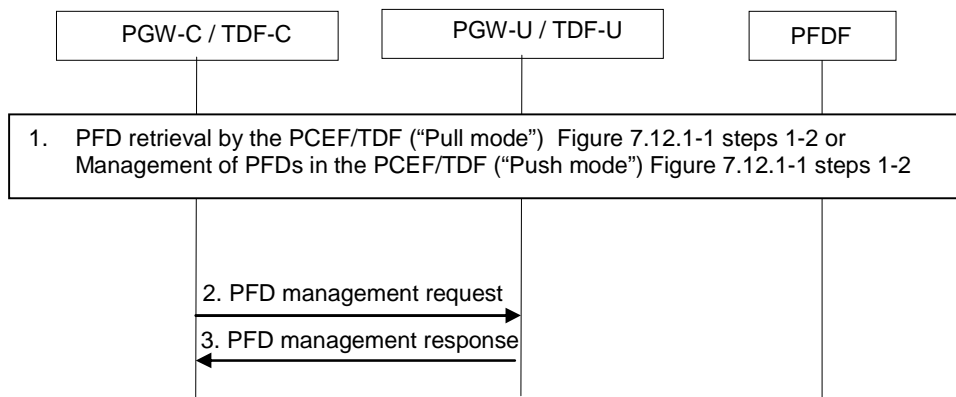 PGW-C / TDF-C
PGW-U / TDF-U
PFDF
1. PFD retrieval by the PCEF/TDF (“Pull mode”) Figure 7.12.1-1 steps 1-2 or
Management of PFDs in the PCEF/TDF (“Push mode”) Figure 7.12.1-1 steps 1-2
2. PFD management request
3. PFD management response